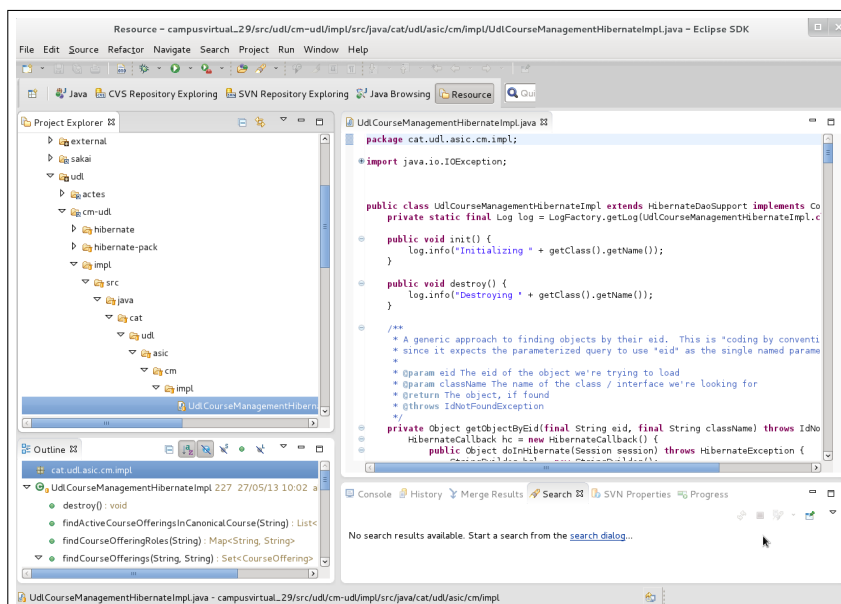 Resource – campusvirtual_29/src/udl/cm-udl/impl/src/java/cat/udl/asic/cm/impl/UdlCourseManagementHibernateImpl.java – Eclipse SDK
File Edit Source Refactor Navigate Search Project Run Window Help
Java CVS Repository Exploring SVN Repository Exploring Java Browsing Resource Qui
Project Explorer
external
sakai
udl
actes
cm-udl
hibernate
hibernate-pack
impl
src
java
cat
udl
asic
cm
impl
UdlCourseManagementHibern
Outline
cat.udl.asic.cm.impl
UdlCourseManagementHibernateImpl 227 27/05/13 10:02 a
destroy() : void
findActiveCourseOfferingsInCanonicalCourse(String) : List<
findCourseOfferingRoles(String) : Map<String, String>
findCourseOfferings(String, String) : Set<CourseOffering>
UdlCourseManagementHibernateImpl.java
package cat.udl.asic.cm.impl;
import java.io.IOException;
public class UdlCourseManagementHibernateImpl extends HibernateDaoSupport implements Co
private static final Log log = LogFactory.getLog(UdlCourseManagementHibernateImpl.c
public void init() {
log.info("Initializing " + getClass().getName());
}
public void destroy() {
log.info("Destroying " + getClass().getName());
}
/**
* A generic approach to finding objects by their eid. This is "coding by conventi
* since it expects the parameterized query to use "eid" as the single named parame
*
* @param eid The eid of the object we're trying to load
* @param className The name of the class / interface we're looking for
* @return The object, if found
* @throws IdNotFoundException
*/
private Object getObjectByEid(final String eid, final String className) throws IdNo
HibernateCallback hc = new HibernateCallback() {
public Object doInHibernate(Session session) throws HibernateException {
Console History Merge Results Search SVN Properties Progress
No search results available. Start a search from the search dialog...
UdlCourseManagementHibernateImpl.java - campusvirtual_29/src/udl/cm-udl/impl/src/java/cat/udl/asic/cm/impl